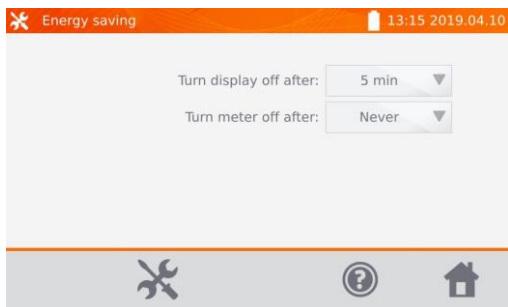 Energy saving 13:15 2019.04.10
Turn display off after: 5 min
Turn meter off after: Never